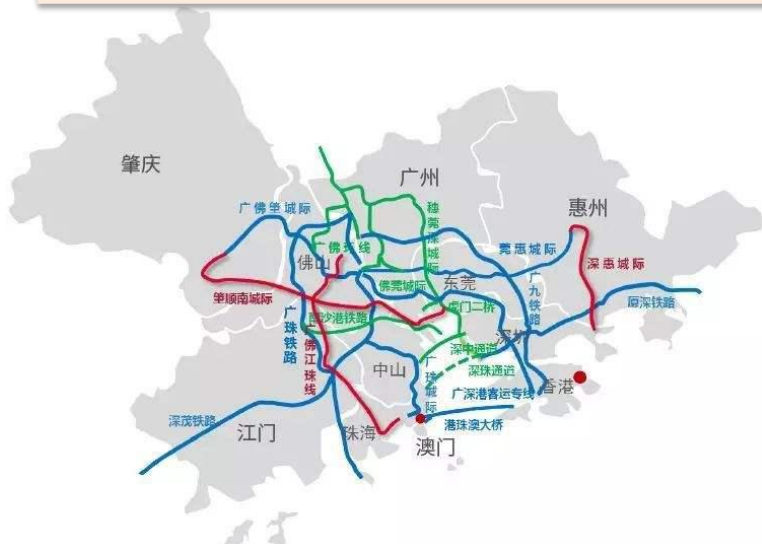 肇庆
广州
惠州
广佛肇城际
穗莞深城际
广佛环线
佛山
莞惠城际
深惠城际
广九铁路
佛莞城际
东莞
肇顺南城际
虎门二桥
厦深铁路
南沙港铁路
广珠铁路
广佛江珠线
深圳
深中通道
中山
广珠城际
深珠通道
香港
广深港客运专线
深茂铁路
江门
珠海
港珠澳大桥
澳门